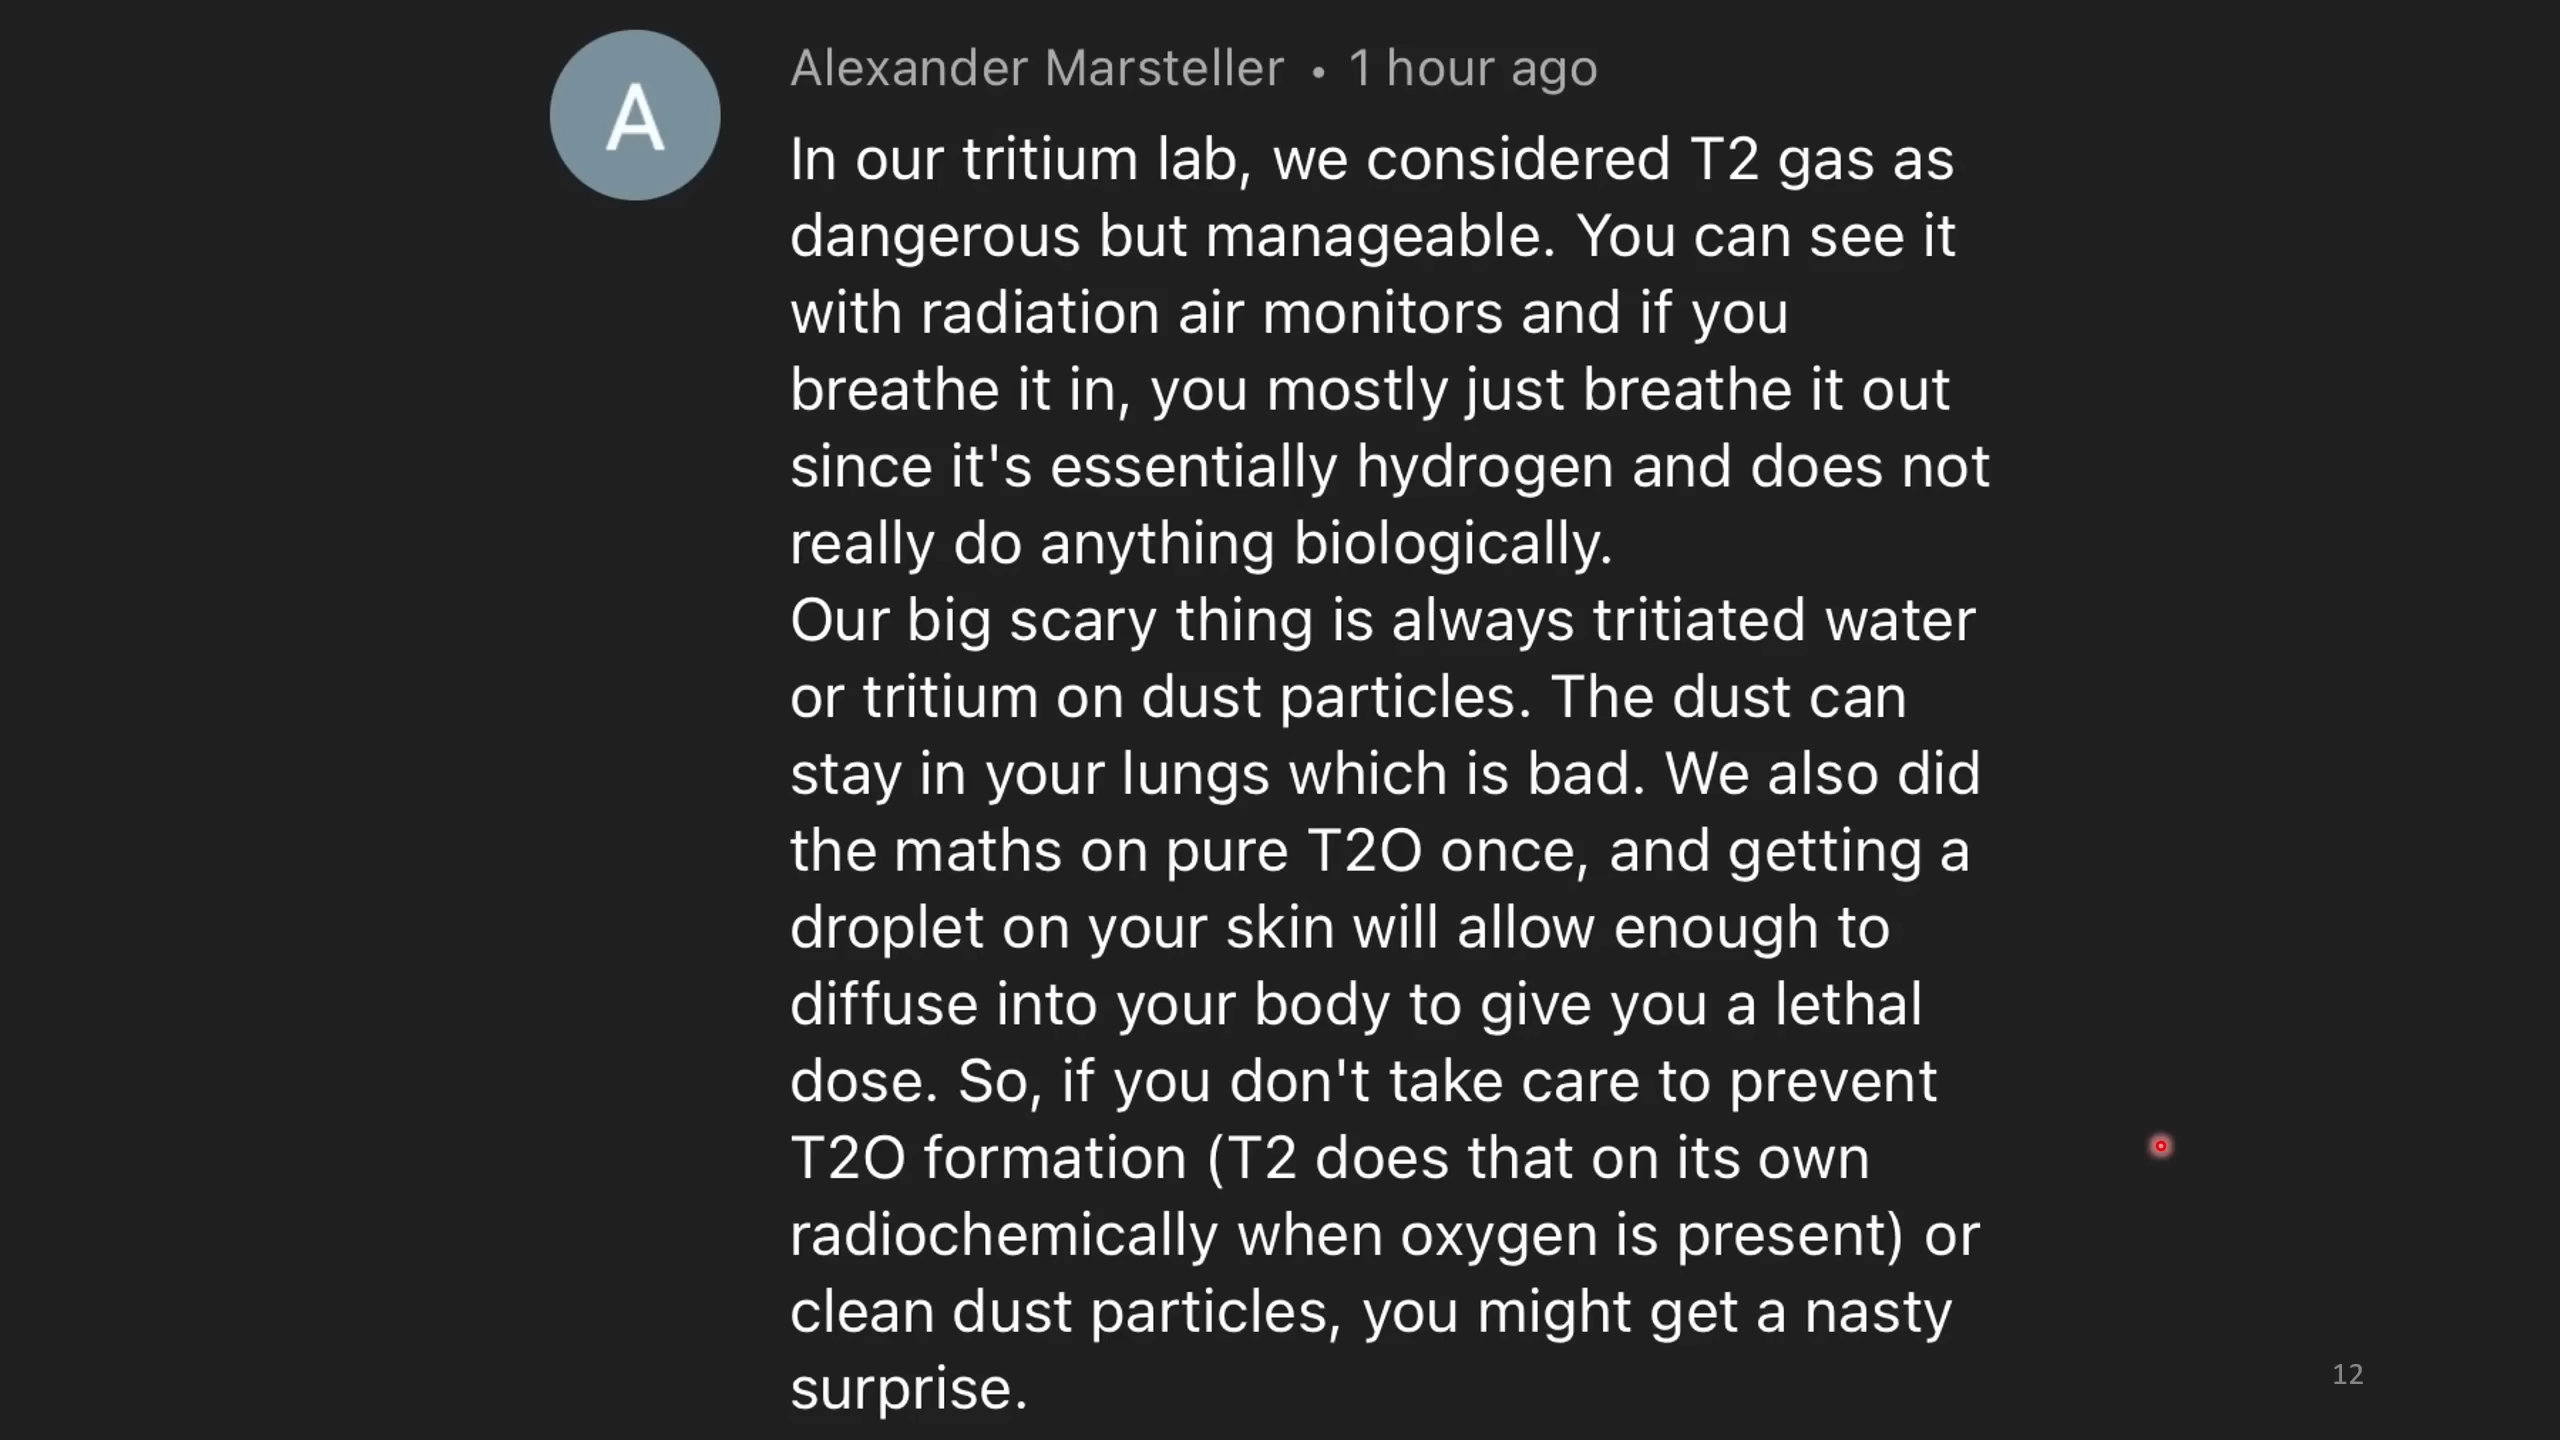 A
Alexander Marsteller • 1 hour ago
In our tritium lab, we considered T2 gas as
dangerous but manageable. You can see it
with radiation air monitors and if you
breathe it in, you mostly just breathe it out
since it's essentially hydrogen and does not
really do anything biologically.
Our big scary thing is always tritiated water
or tritium on dust particles. The dust can
stay in your lungs which is bad. We also did
the maths on pure T2O once, and getting a
droplet on your skin will allow enough to
diffuse into your body to give you a lethal
dose. So, if you don't take care to prevent
T2O formation (T2 does that on its own
radiochemically when oxygen is present) or
clean dust particles, you might get a nasty
surprise.
12